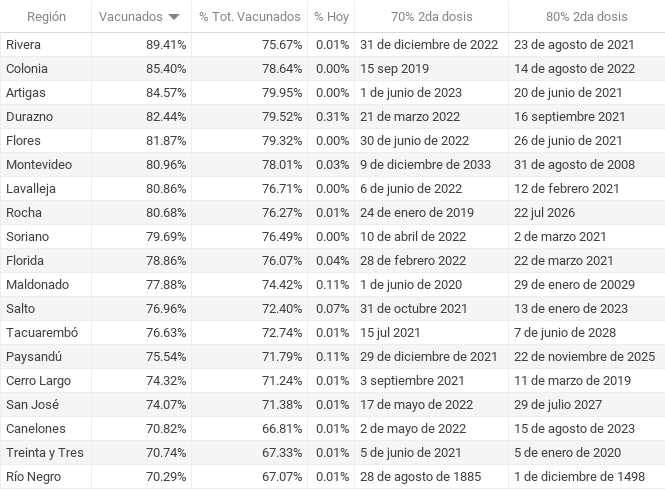 Región Vacunados % Tot. Vacunados % Hoy 70% 2da dosis 80% 2da dosis
Rivera 89.41% 75.67% 0.01% 31 de diciembre de 2022 23 de agosto de 2021
Colonia 85.40% 78.64% 0.00% 15 sep 2019 14 de agosto de 2022
Artigas 84.57% 79.95% 0.00% 1 de junio de 2023 20 de junio de 2021
Durazno 82.44% 79.52% 0.31% 21 de marzo 2022 16 septiembre 2021
Flores 81.87% 79.32% 0.00% 30 de junio de 2022 26 de junio de 2021
Montevideo 80.96% 78.01% 0.03% 9 de diciembre de 2033 31 de agosto de 2008
Lavalleja 80.86% 76.71% 0.00% 6 de junio de 2022 12 de febrero 2021
Rocha 80.68% 76.27% 0.01% 24 de enero de 2019 22 jul 2026
Soriano 79.69% 76.49% 0.00% 10 de abril de 2022 2 de marzo 2021
Florida 78.86% 76.07% 0.04% 28 de febrero 2022 22 de marzo 2021
Maldonado 77.88% 74.42% 0.11% 1 de junio de 2020 29 de enero de 20029
Salto 76.96% 72.40% 0.07% 31 de octubre 2021 13 de enero de 2023
Tacuarembó 76.63% 72.74% 0.01% 15 jul 2021 7 de junio de 2028
Paysandú 75.54% 71.79% 0.11% 29 de diciembre de 2021 22 de noviembre de 2025
Cerro Largo 74.32% 71.24% 0.01% 3 septiembre 2021 11 de marzo de 2019
San José 74.07% 71.38% 0.01% 17 de mayo de 2022 29 de julio 2027
Canelones 70.82% 66.81% 0.01% 2 de mayo de 2022 15 de agosto de 2023
Treinta y Tres 70.74% 67.33% 0.01% 5 de junio de 2021 5 de enero de 2020
Río Negro 70.29% 67.07% 0.01% 28 de agosto de 1885 1 de diciembre de 1498